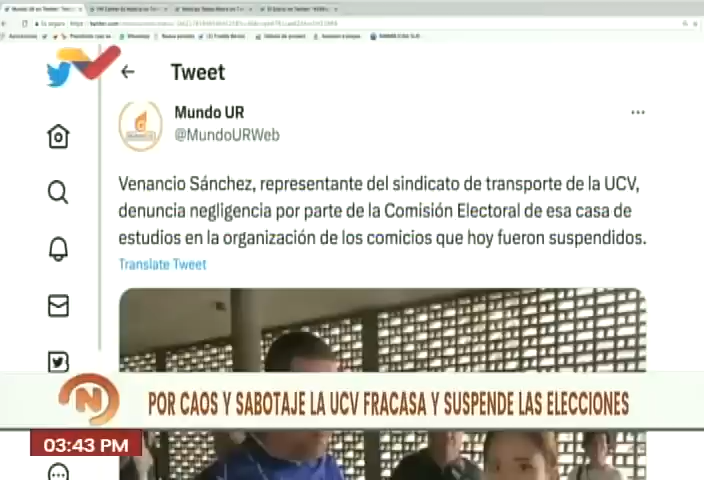 Tweet
Mundo UR
@MundoURWeb
Venancio Sánchez, representante del sindicato de transporte de la UCV,
denuncia negligencia por parte de la Comisión Electoral de esa casa de
estudios en la organización de los comicios que hoy fueron suspendidos.
Translate Tweet
N POR CAOS Y SABOTAJE LA UCV FRACASA Y SUSPENDE LAS ELECCIONES
03:43 PM